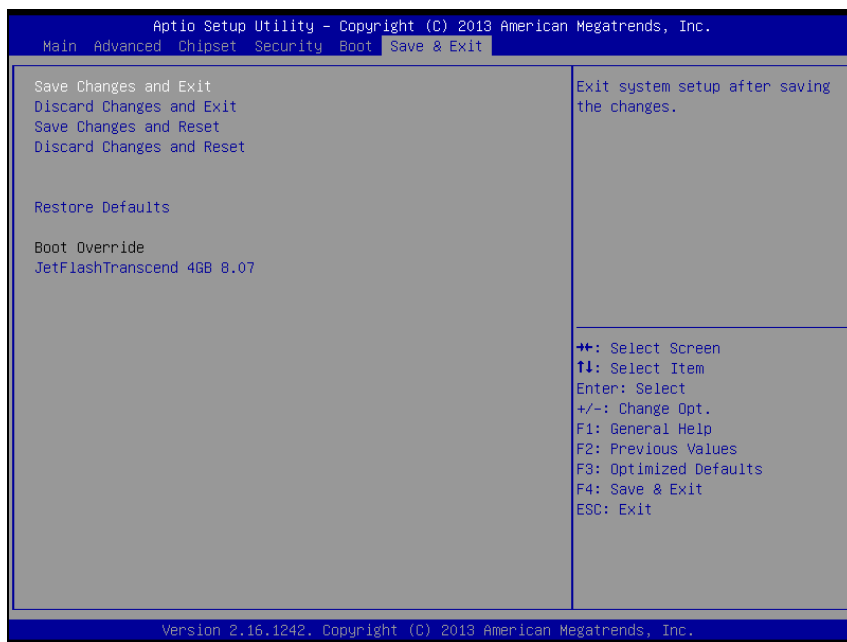 Aptio Setup Utility – Copyright (C) 2013 American Megatrends, Inc.
Main Advanced Chipset Security Boot Save & Exit
Save Changes and Exit
Discard Changes and Exit
Save Changes and Reset
Discard Changes and Reset
Restore Defaults
Boot Override
JetFlashTranscend 4GB 8.07
Exit system setup after saving
the changes.
→←: Select Screen
↑↓: Select Item
Enter: Select
+/-: Change Opt.
F1: General Help
F2: Previous Values
F3: Optimized Defaults
F4: Save & Exit
ESC: Exit
Version 2.16.1242. Copyright (C) 2013 American Megatrends, Inc.